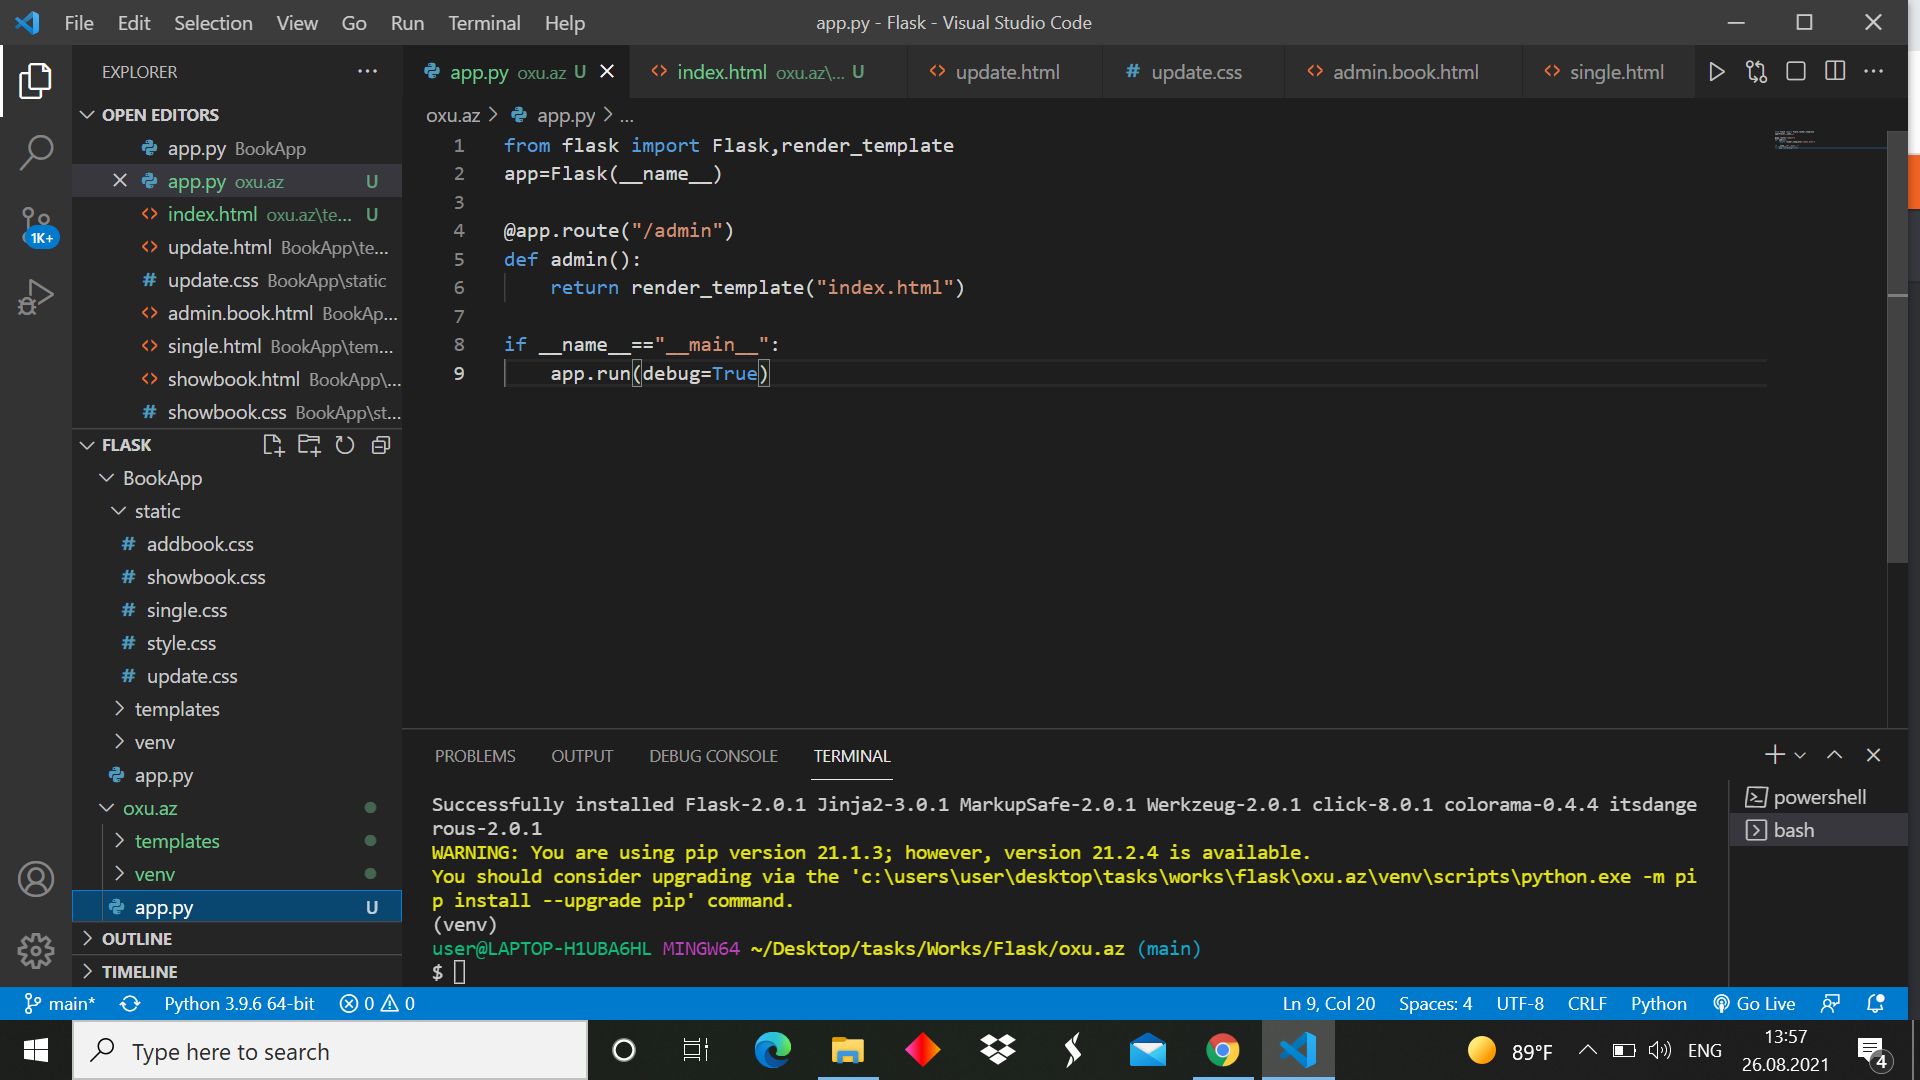 File Edit Selection View Go Run Terminal Help
app.py - Flask - Visual Studio Code
EXPLORER
OPEN EDITORS
app.py BookApp
app.py oxu.az U
index.html oxu.az\te... U
update.html BookApp\te...
update.css BookApp\static
admin.book.html BookAp...
single.html BookApp\tem...
showbook.html BookApp\...
showbook.css BookApp\st...
FLASK
BookApp
static
addbook.css
showbook.css
single.css
style.css
update.css
templates
venv
app.py
oxu.az
templates
venv
app.py U
OUTLINE
TIMELINE
1K+
app.py oxu.az U
index.html oxu.az\... U
update.html
update.css
admin.book.html
single.html
oxu.az > app.py > ...
1 from flask import Flask,render_template
2 app=Flask(__name__)
3
4 @app.route("/admin")
5 def admin():
6 return render_template("index.html")
7
8 if __name__=="__main__":
9 app.run(debug=True)
PROBLEMS OUTPUT DEBUG CONSOLE TERMINAL
Successfully installed Flask-2.0.1 Jinja2-3.0.1 MarkupSafe-2.0.1 Werkzeug-2.0.1 click-8.0.1 colorama-0.4.4 itsdange
rous-2.0.1
WARNING: You are using pip version 21.1.3; however, version 21.2.4 is available.
You should consider upgrading via the 'c:\users\user\desktop\tasks\works\flask\oxu.az\venv\scripts\python.exe -m pi
p install --upgrade pip' command.
(venv)
user@LAPTOP-H1UBA6HL MINGW64 ~/Desktop/tasks/Works/Flask/oxu.az (main)
$
powershell
bash
main* Python 3.9.6 64-bit 0 0 Ln 9, Col 20 Spaces: 4 UTF-8 CRLF Python Go Live
Type here to search
89°F ENG
13:57
26.08.2021
4